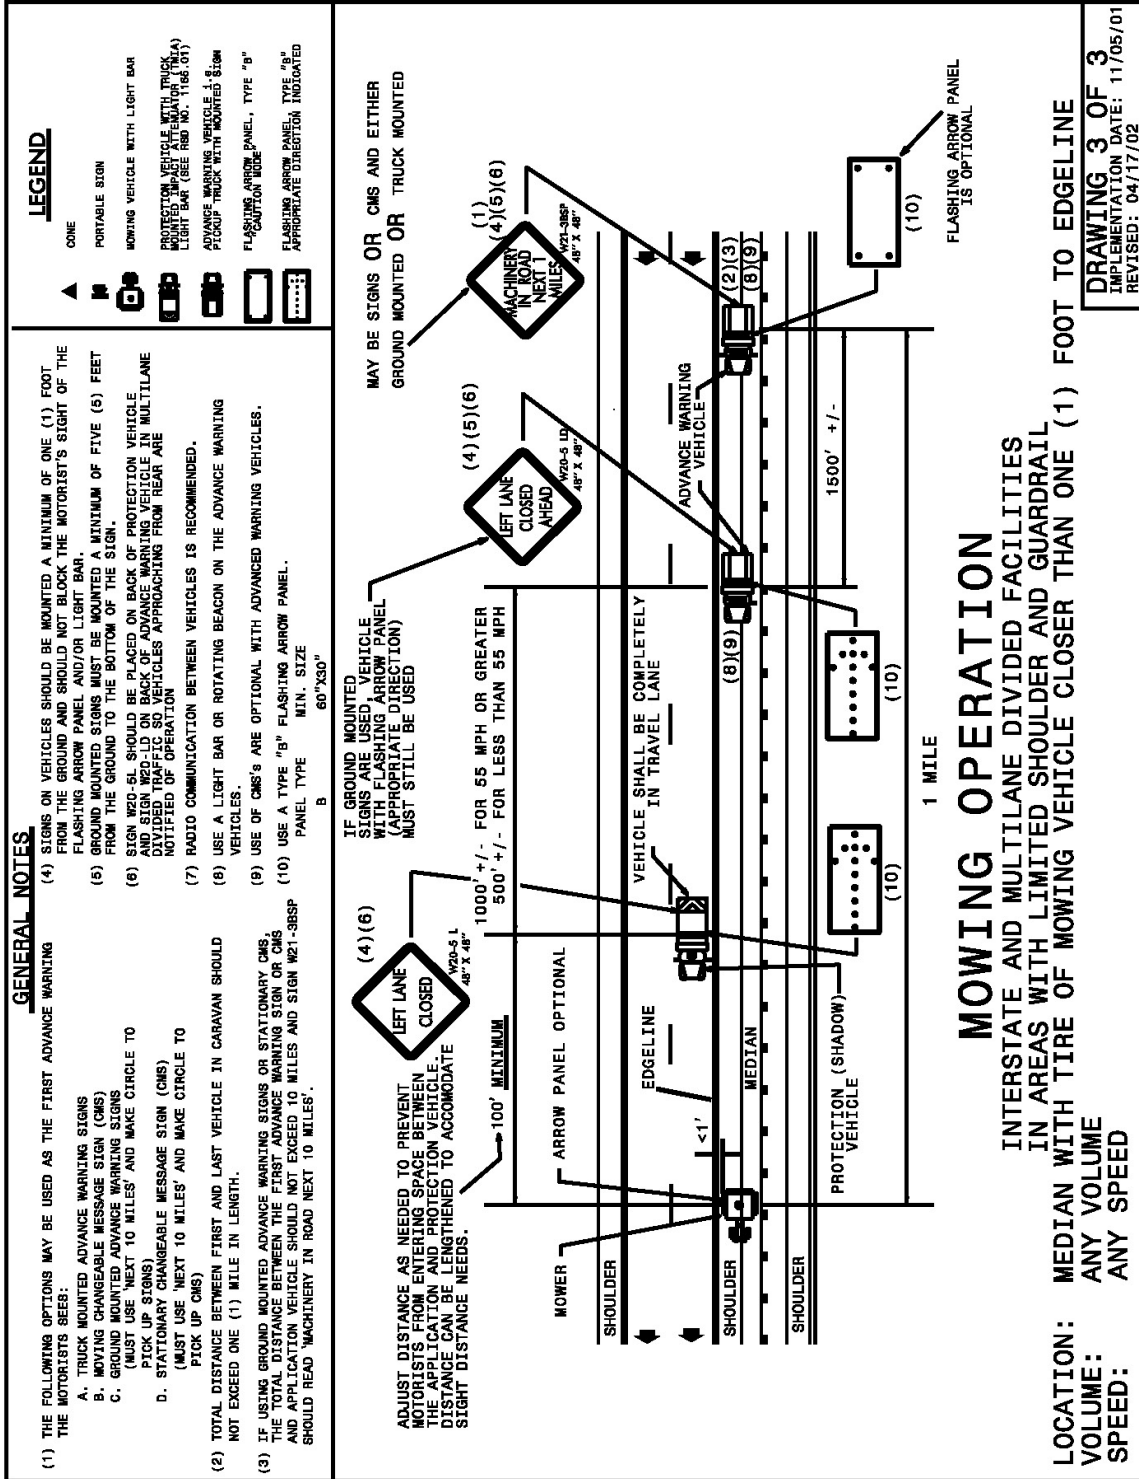 GENERAL NOTES
(1) THE FOLLOWING OPTIONS MAY BE USED AS THE FIRST ADVANCE WARNING
THE MOTORISTS SEES:
A. TRUCK MOUNTED ADVANCE WARNING SIGNS
B. MOVING CHANGEABLE MESSAGE SIGN (CMS)
C. GROUND MOUNTED ADVANCE WARNING SIGNS
(MUST USE 'NEXT 10 MILES' AND MAKE CIRCLE TO
PICK UP SIGNS)
D. STATIONARY CHANGEABLE MESSAGE SIGN (CMS)
(MUST USE 'NEXT 10 MILES' AND MAKE CIRCLE TO
PICK UP CMS)
(2) TOTAL DISTANCE BETWEEN FIRST AND LAST VEHICLE IN CARAVAN SHOULD
NOT EXCEED ONE (1) MILE IN LENGTH.
(3) IF USING GROUND MOUNTED ADVANCE WARNING SIGNS OR STATIONARY CMS,
THE TOTAL DISTANCE BETWEEN THE FIRST ADVANCE WARNING SIGN OR CMS
AND APPLICATION VEHICLE SHOULD NOT EXCEED 10 MILES AND SIGN W21-3BSP
SHOULD READ 'MACHINERY IN ROAD NEXT 10 MILES'.
(4) SIGNS ON VEHICLES SHOULD BE MOUNTED A MINIMUM OF ONE (1) FOOT
FROM THE GROUND AND SHOULD NOT BLOCK THE MOTORIST'S SIGHT OF THE
FLASHING ARROW PANEL AND/OR LIGHT BAR.
(5) GROUND MOUNTED SIGNS MUST BE MOUNTED A MINIMUM OF FIVE (5) FEET
FROM THE GROUND TO THE BOTTOM OF THE SIGN.
(6) SIGN W20-5L SHOULD BE PLACED ON BACK OF PROTECTION VEHICLE
AND SIGN W20-LD ON BACK OF ADVANCE WARNING VEHICLE IN MULTILANE
DIVIDED TRAFFIC SO VEHICLES APPROACHING FROM REAR ARE
NOTIFIED OF OPERATION
(7) RADIO COMMUNICATION BETWEEN VEHICLES IS RECOMMENDED.
(8) USE A LIGHT BAR OR ROTATING BEACON ON THE ADVANCE WARNING
VEHICLES.
(9) USE OF CMS's ARE OPTIONAL WITH ADVANCED WARNING VEHICLES.
(10) USE A TYPE "B" FLASHING ARROW PANEL.
PANEL TYPE MIN. SIZE
B 60"X30"
LEGEND
CONE
PORTABLE SIGN
MOWING VEHICLE WITH LIGHT BAR
PROTECTION VEHICLE WITH TRUCK
MOUNTED IMPACT ATTENUATOR (TMIA)
LIGHT BAR (SEE RSD NO. 1166.01)
ADVANCE WARNING VEHICLE i.e.
PICKUP TRUCK WITH MOUNTED SIGN
FLASHING ARROW PANEL, TYPE "B"
"CAUTION MODE"
FLASHING ARROW PANEL, TYPE "B"
APPROPRIATE DIRECTION INDICATED
ADJUST DISTANCE AS NEEDED TO PREVENT
MOTORISTS FROM ENTERING SPACE BETWEEN
THE APPLICATION AND PROTECTION VEHICLE.
DISTANCE CAN BE LENGTHENED TO ACCOMODATE
SIGHT DISTANCE NEEDS.
LEFT LANE
CLOSED
(4)(6)
W20-5 L
48" X 48"
IF GROUND MOUNTED
SIGNS ARE USED, VEHICLE
WITH FLASHING ARROW PANEL
(APPROPRIATE DIRECTION)
MUST STILL BE USED
LEFT LANE
CLOSED
AHEAD
(4)(5)(6)
W20-5 LD
48" X 48"
MAY BE SIGNS OR CMS AND EITHER
GROUND MOUNTED OR TRUCK MOUNTED
MACHINERY
IN ROAD
NEXT 1
MILES
(1)
(4)(5)(6)
W21-3BSP
48" X 48"
100' MINIMUM
1000' +/- FOR 55 MPH OR GREATER
500' +/- FOR LESS THAN 55 MPH
MOWER
ARROW PANEL OPTIONAL
EDGELINE
VEHICLE SHALL BE COMPLETELY
IN TRAVEL LANE
ADVANCE WARNING
VEHICLE
SHOULDER
<1'
SHOULDER
MEDIAN
(8)(9)
(2)(3)
(8)(9)
SHOULDER
PROTECTION (SHADOW)
VEHICLE
(10)
(10)
(10)
1500' +/-
FLASHING ARROW PANEL
IS OPTIONAL
1 MILE
MOWING OPERATION
INTERSTATE AND MULTILANE DIVIDED FACILITIES
IN AREAS WITH LIMITED SHOULDER AND GUARDRAIL
LOCATION: MEDIAN WITH TIRE OF MOWING VEHICLE CLOSER THAN ONE (1) FOOT TO EDGELINE
VOLUME: ANY VOLUME
SPEED: ANY SPEED
DRAWING 3 OF 3
IMPLEMENTATION DATE: 11/05/01
REVISED: 04/17/02